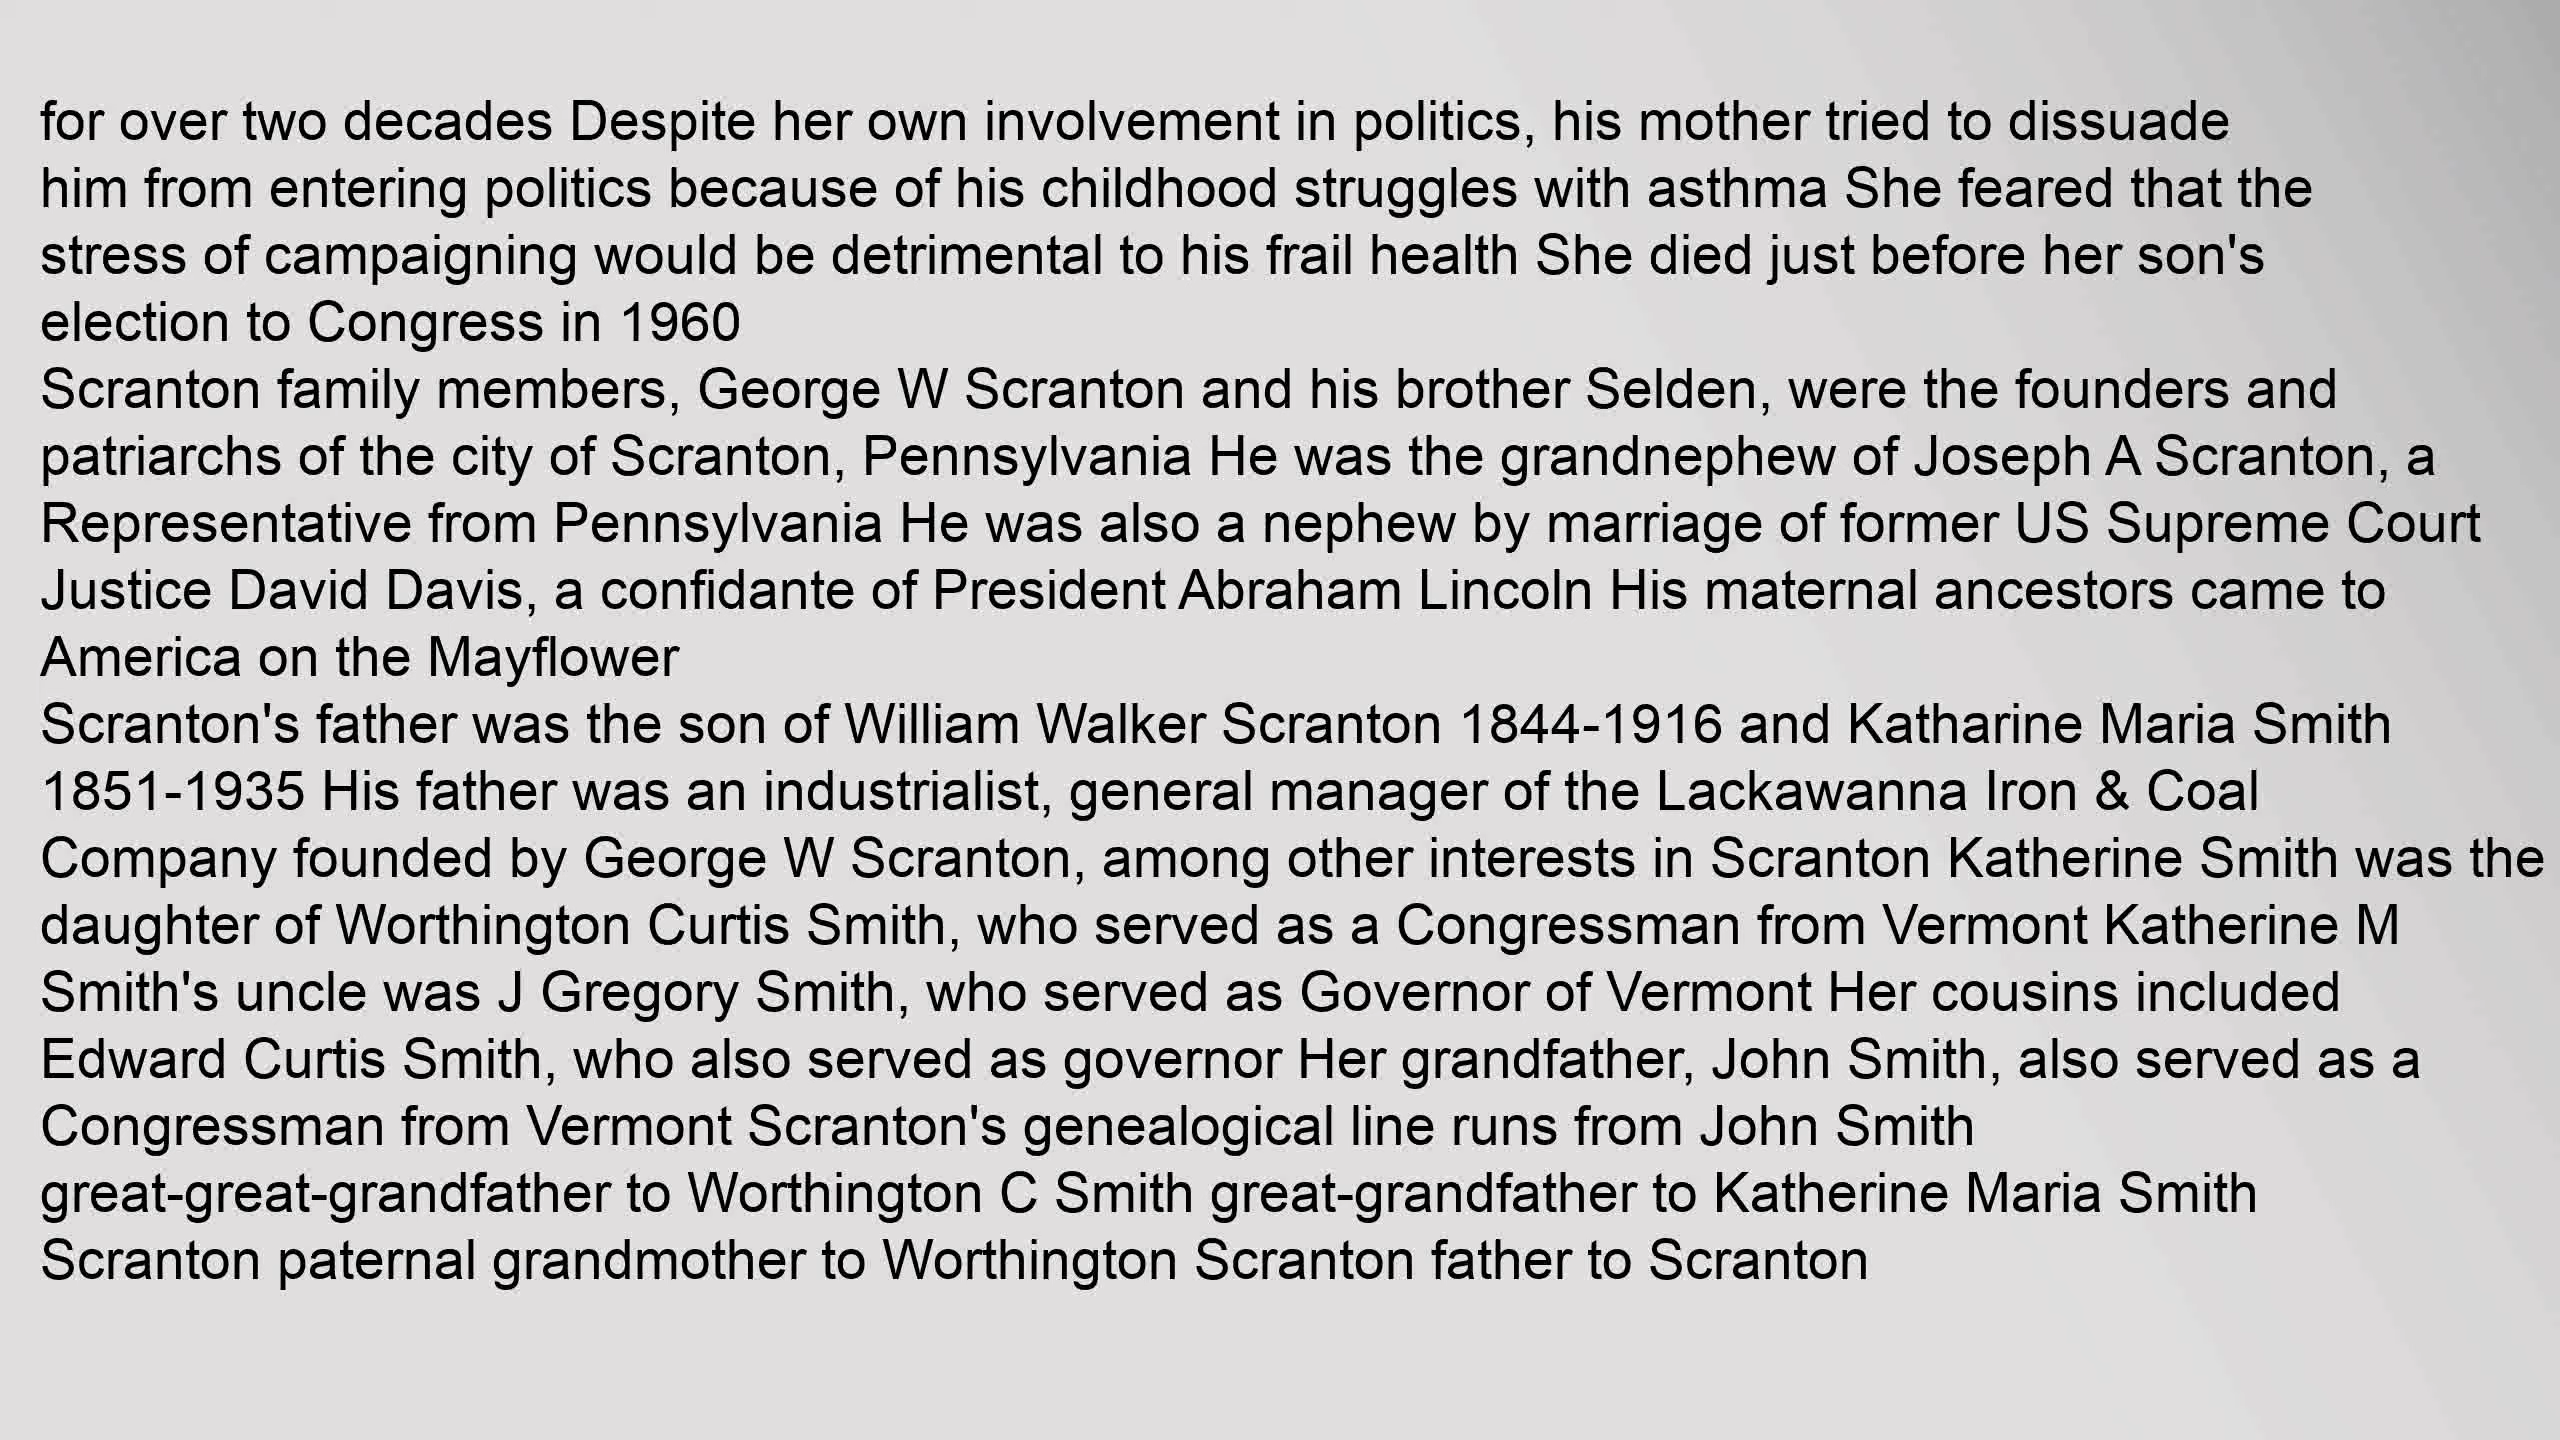 for over two decades Despite her own involvement in politics, his mother tried to dissuade
him from entering politics because of his childhood struggles with asthma She feared that the
stress of campaigning would be detrimental to his frail health She died just before her son's
election to Congress in 1960
Scranton family members, George W Scranton and his brother Selden, were the founders and
patriarchs of the city of Scranton, Pennsylvania He was the grandnephew of Joseph A Scranton, a
Representative from Pennsylvania He was also a nephew by marriage of former US Supreme Court
Justice David Davis, a confidante of President Abraham Lincoln His maternal ancestors came to
America on the Mayflower
Scranton's father was the son of William Walker Scranton 1844-1916 and Katharine Maria Smith
1851-1935 His father was an industrialist, general manager of the Lackawanna Iron & Coal
Company founded by George W Scranton, among other interests in Scranton Katherine Smith was the
daughter of Worthington Curtis Smith, who served as a Congressman from Vermont Katherine M
Smith's uncle was J Gregory Smith, who served as Governor of Vermont Her cousins included
Edward Curtis Smith, who also served as governor Her grandfather, John Smith, also served as a
Congressman from Vermont Scranton's genealogical line runs from John Smith
great-great-grandfather to Worthington C Smith great-grandfather to Katherine Maria Smith
Scranton paternal grandmother to Worthington Scranton father to Scranton